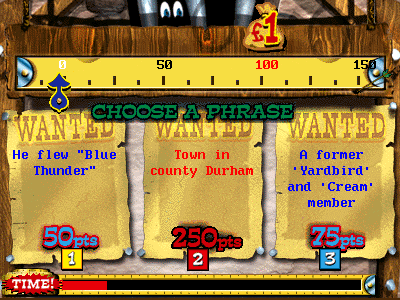 £1
0 50 100 150
CHOOSE A PHRASE
WANTED WANTED WANTED
He flew "Blue
Thunder"
50pts
1
Town in
county Durham
250pts
2
A former
'Yardbird'
and 'Cream'
member
75pts
3
TIME!